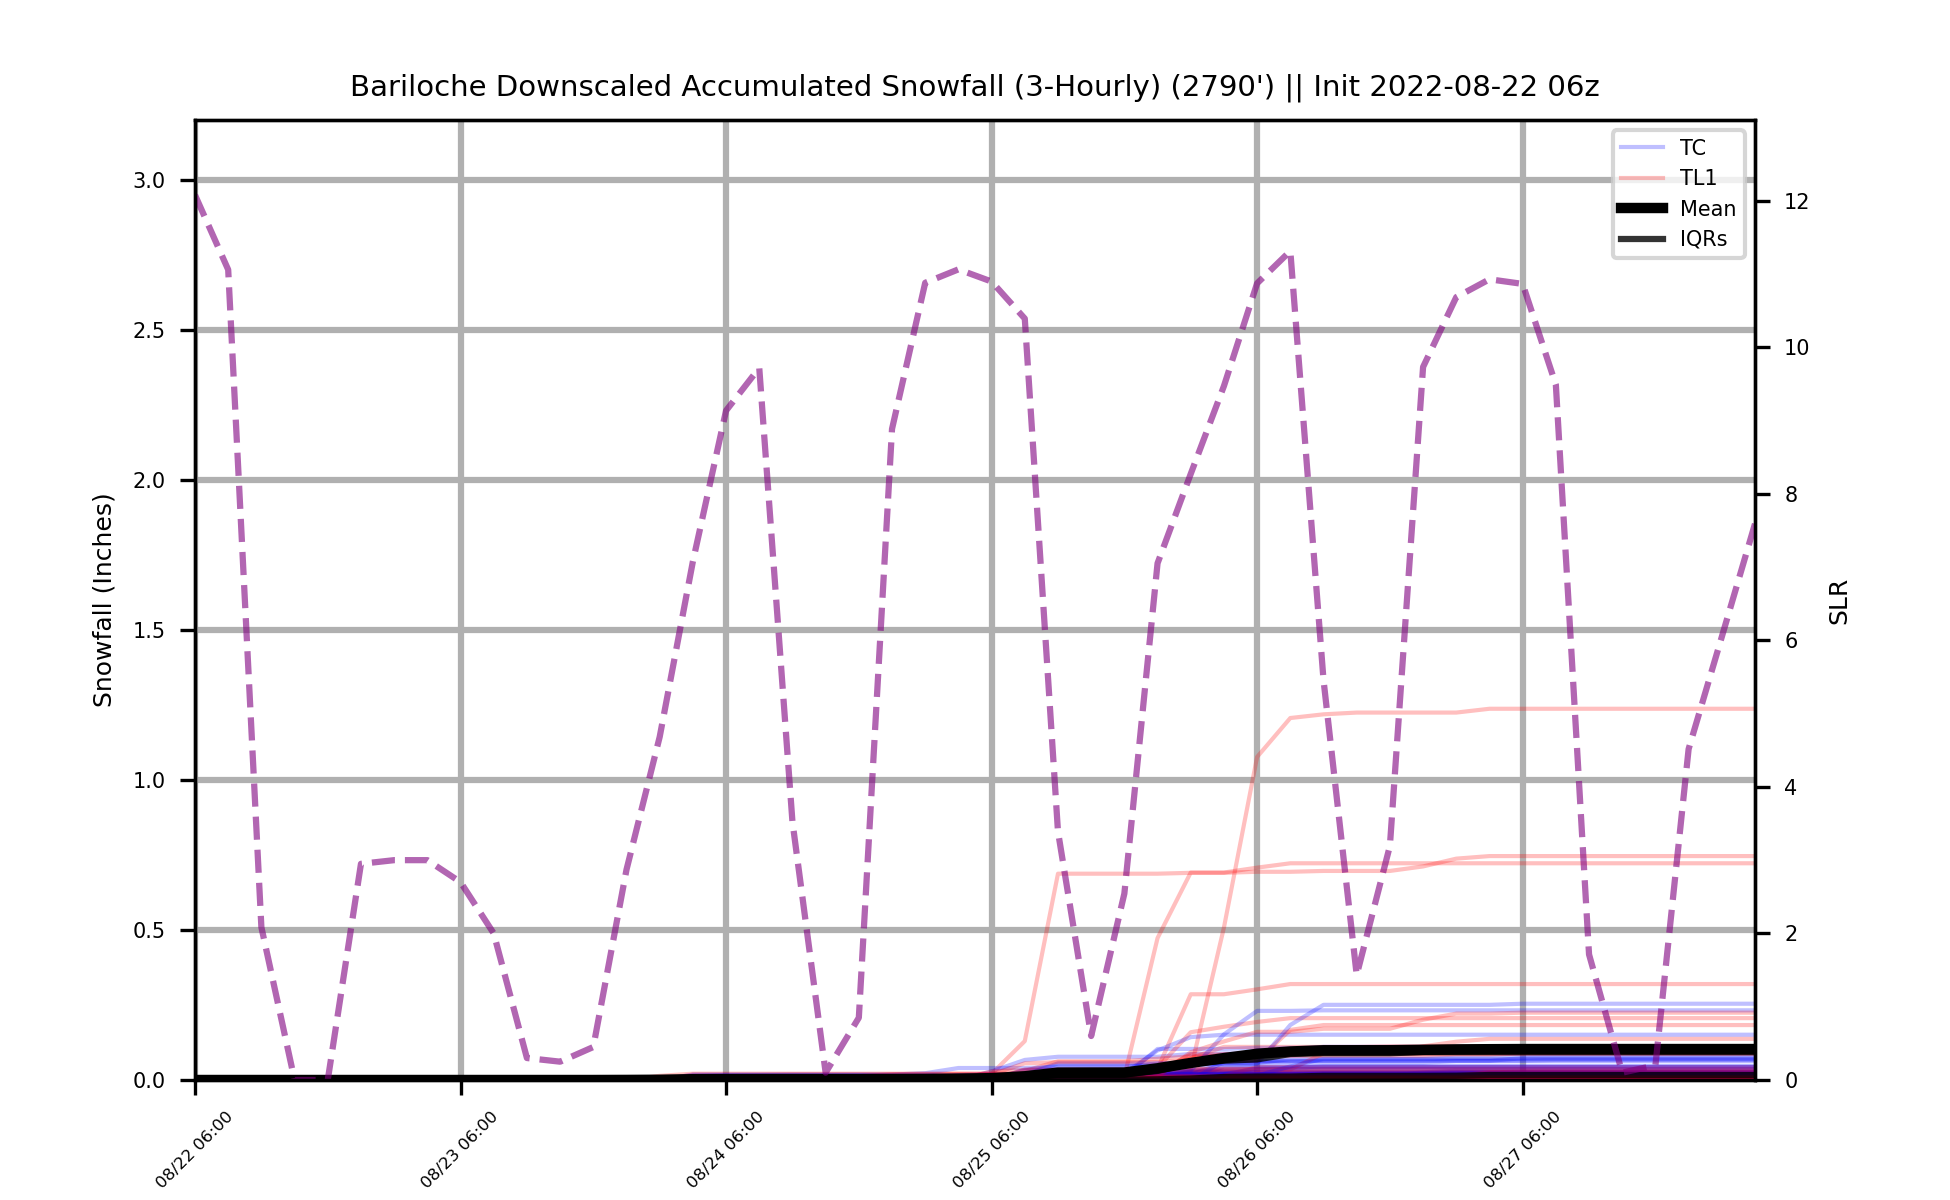 Bariloche Downscaled Accumulated Snowfall (3-Hourly) (2790') || Init 2022-08-22 06z
TC
TL1
Mean
IQRs
3.0
2.5
2.0
1.5
1.0
0.5
0.0
Snowfall (Inches)
12
10
8
6
4
2
0
SLR
08/22 06:00
08/23 06:00
08/24 06:00
08/25 06:00
08/26 06:00
08/27 06:00